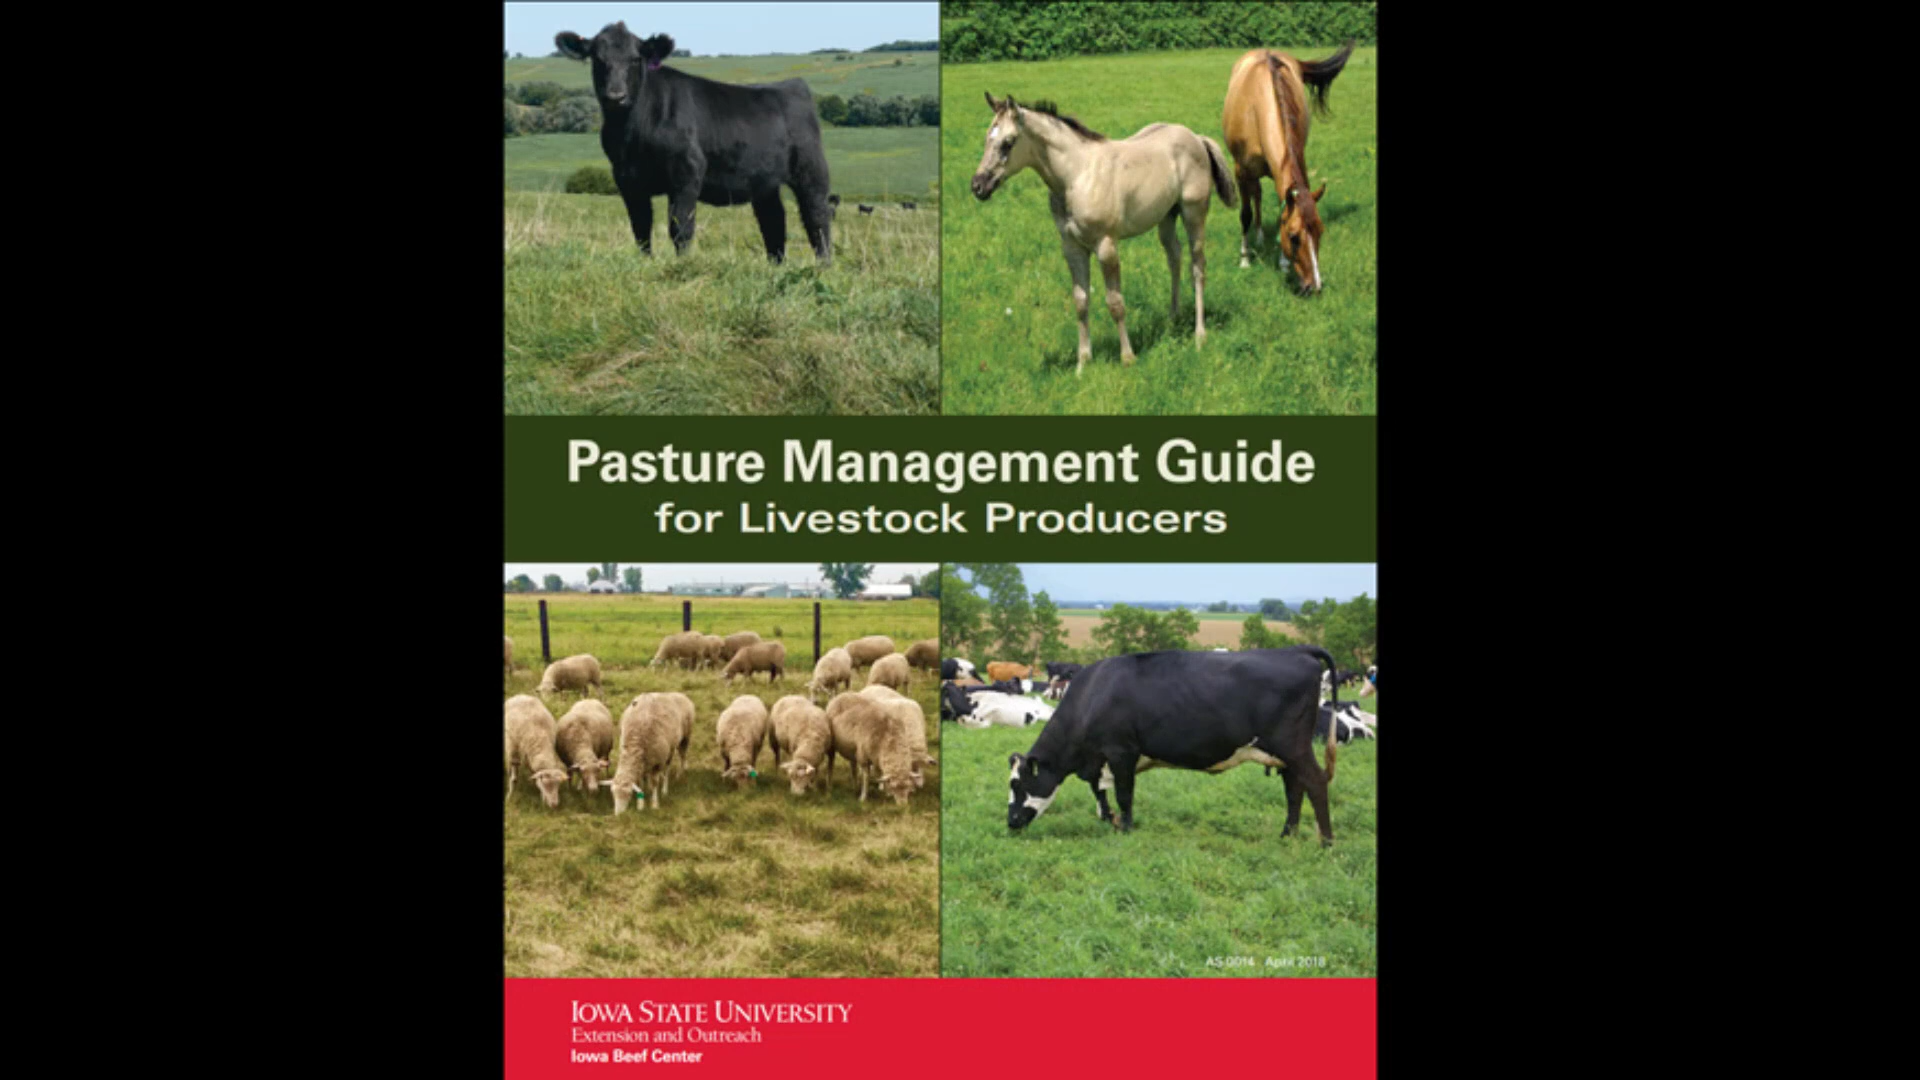 Pasture Management Guide
for Livestock Producers
AS 0014 April 2018
IOWA STATE UNIVERSITY
Extension and Outreach
Iowa Beef Center